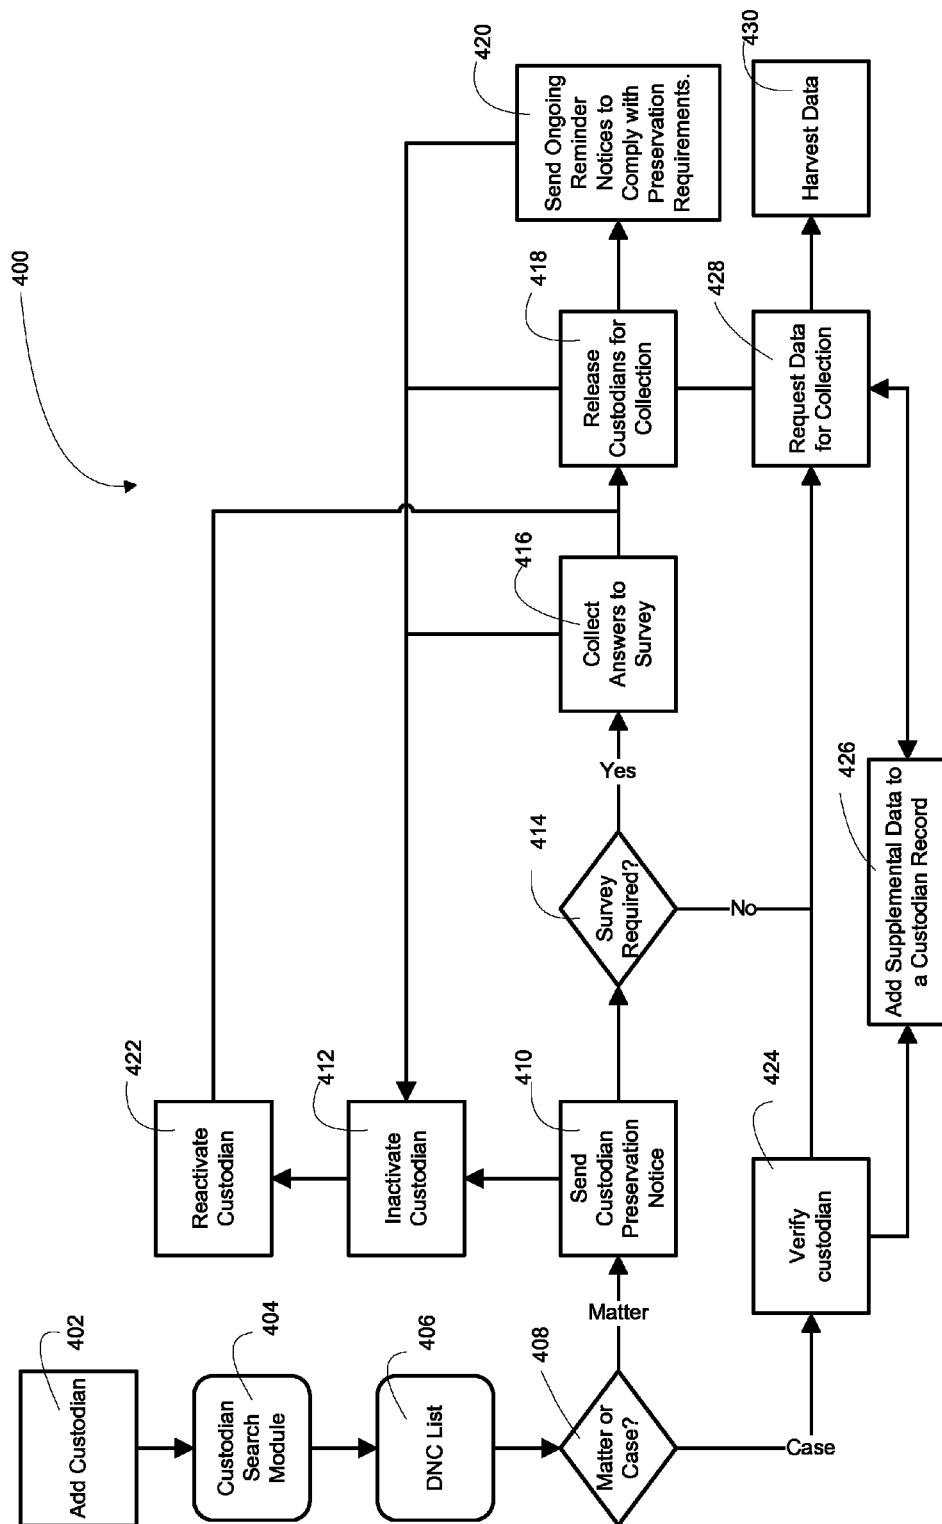 400
402
Add Custodian
404
Custodian
Search
Module
406
DNC List
408
Matter or
Case?
Matter
Case
410
Send
Custodian
Preservation
Notice
412
Inactivate
Custodian
422
Reactivate
Custodian
414
Survey
Required?
Yes
No
416
Collect
Answers to
Survey
418
Release
Custodians for
Collection
420
Send Ongoing
Reminder
Notices to
Comply with
Preservation
Requirements.
424
Verify
custodian
426
Add Supplemental Data to
a Custodian Record
428
Request Data
for Collection
430
Harvest Data